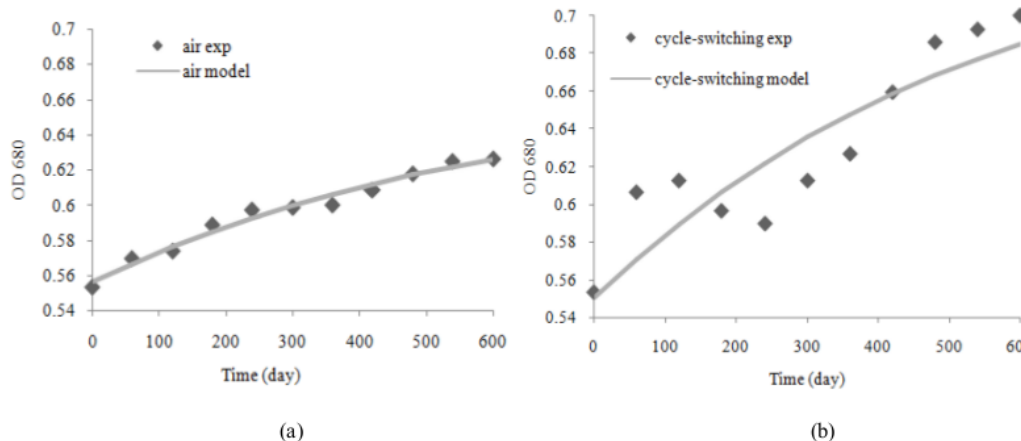 0.7
0.68
0.66
0.64
0.62
0.6
0.58
0.56
0.54
OD 680
air exp
air model
0 100 200 300 400 500 600
Time (day)
(a)
0.7
0.68
0.66
0.64
0.62
0.6
0.58
0.56
0.54
OD 680
cycle-switching exp
cycle-switching model
0 100 200 300 400 500 60
Time (day)
(b)